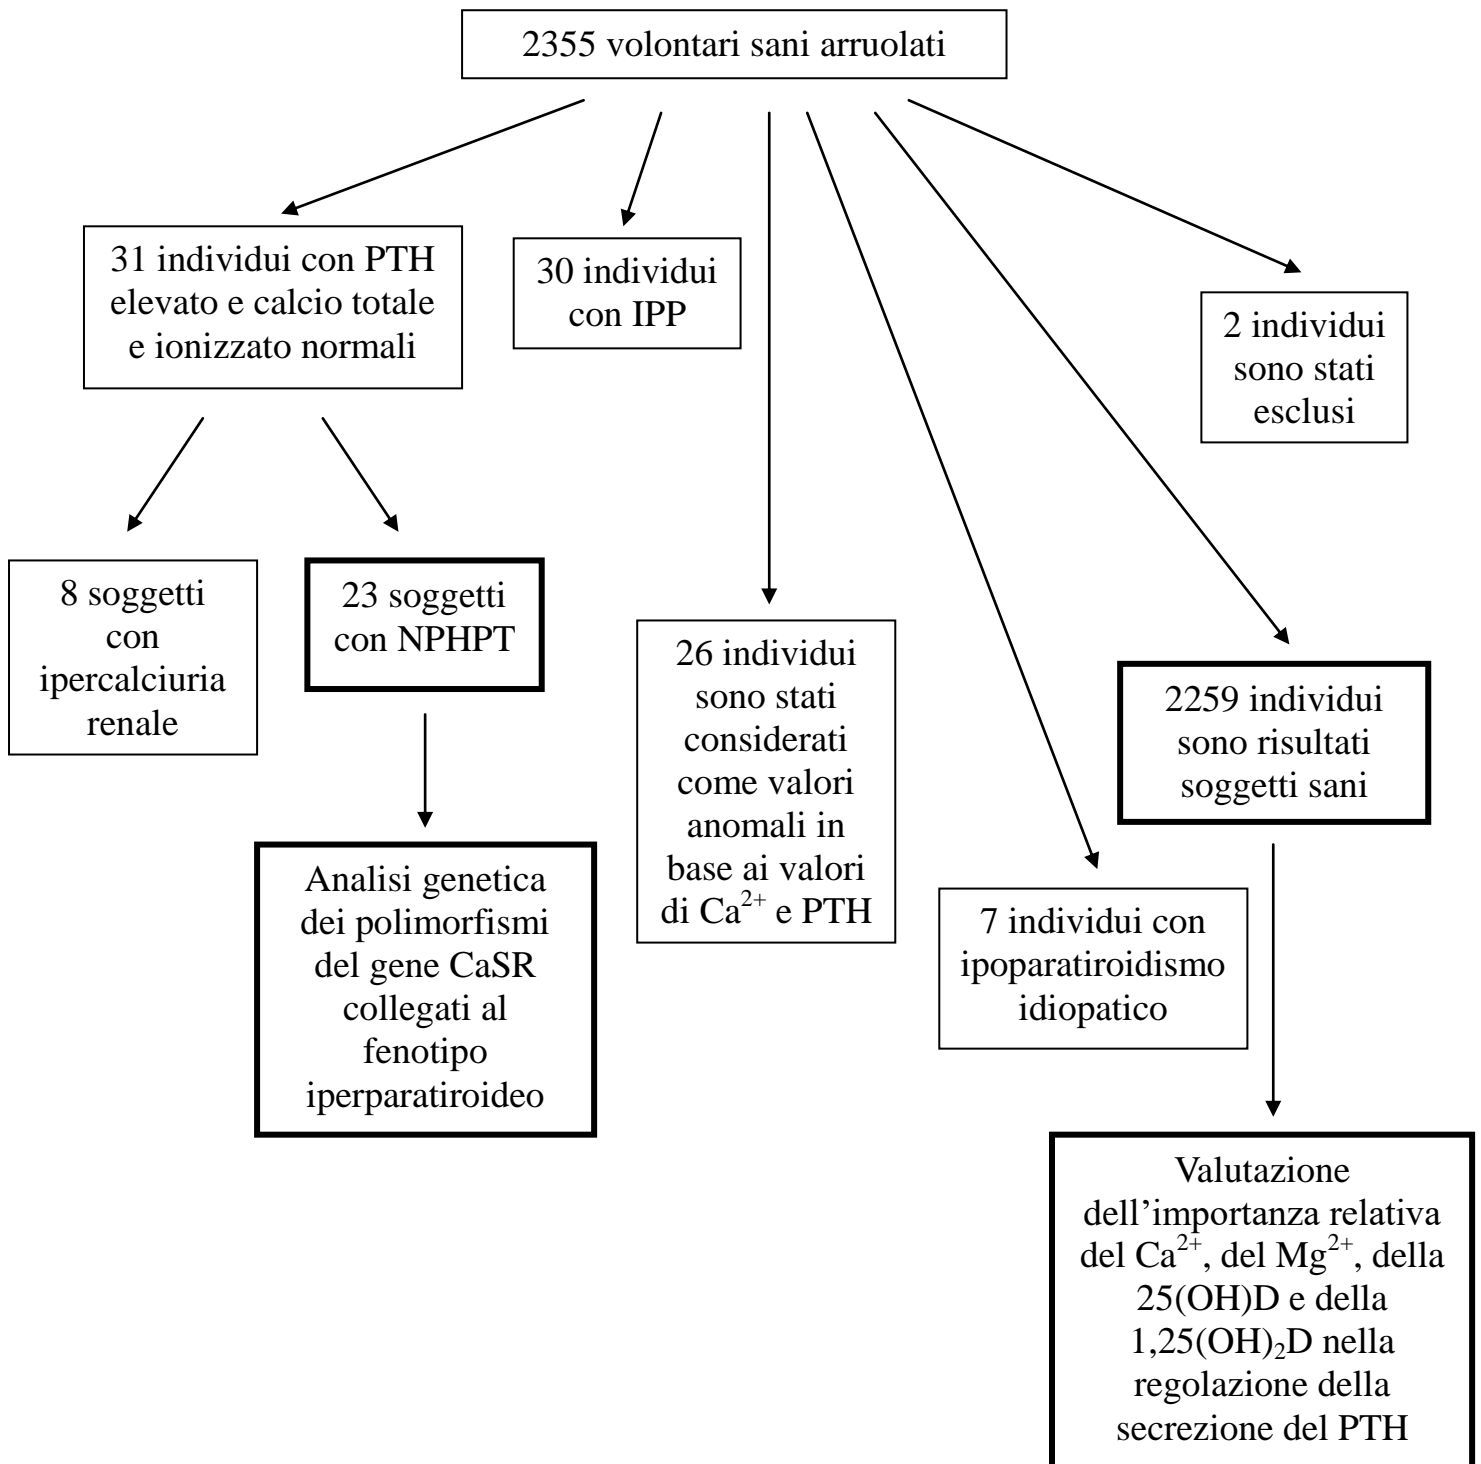 2355 volontari sani arruolati
31 individui con PTH
elevato e calcio totale
e ionizzato normali
30 individui
con IPP
2 individui
sono stati
esclusi
8 soggetti
con
ipercalciuria
renale
23 soggetti
con NPHPT
26 individui
sono stati
considerati
come valori
anomali in
base ai valori
di Ca²⁺ e PTH
2259 individui
sono risultati
soggetti sani
Analisi genetica
dei polimorfismi
del gene CaSR
collegati al
fenotipo
iperparatiroideo
7 individui con
ipoparatiroidismo
idiopatico
Valutazione
dell’importanza relativa
del Ca²⁺, del Mg²⁺, della
25(OH)D e della
1,25(OH)₂D nella
regolazione della
secrezione del PTH